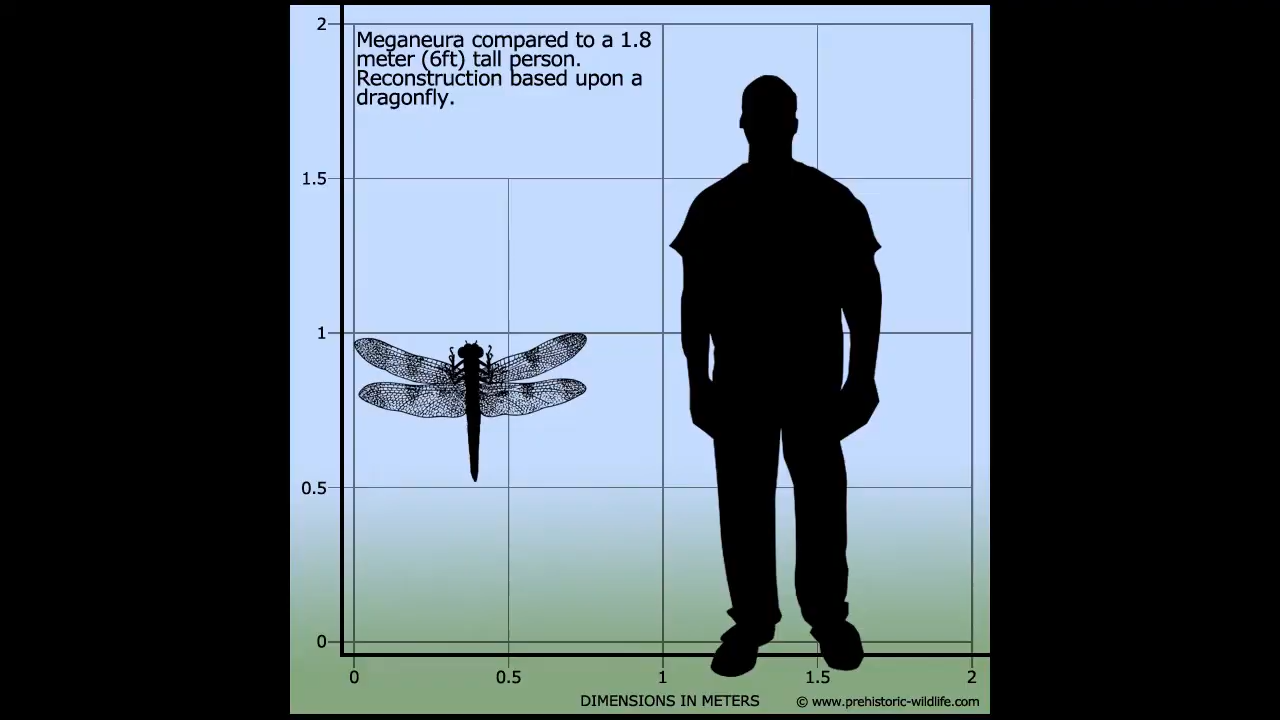 Meganeura compared to a 1.8
meter (6ft) tall person.
Reconstruction based upon a
dragonfly.
2
1.5
1
0.5
0
0 0.5 1 1.5 2
DIMENSIONS IN METERS
© www.prehistoric-wildlife.com